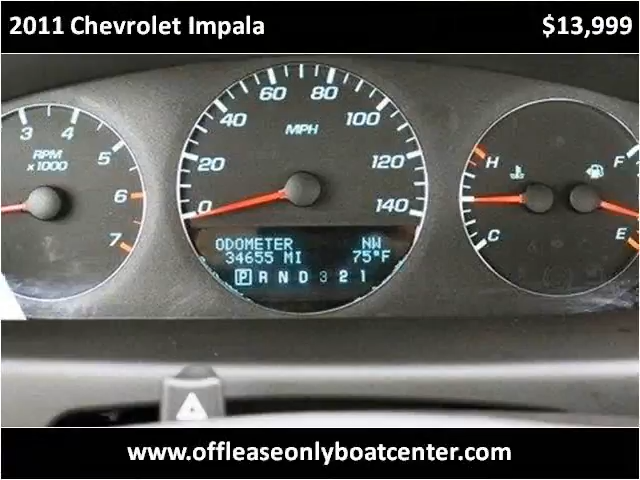 2011 Chevrolet Impala $13,999
60 80
40 100
3 4 MPH H F
RPM 5 20 120
x1000
6 0 140
7 C E
ODOMETER NW
34655 MI 75°F
P R N D 3 2 1
www.offleaseonlyboatcenter.com